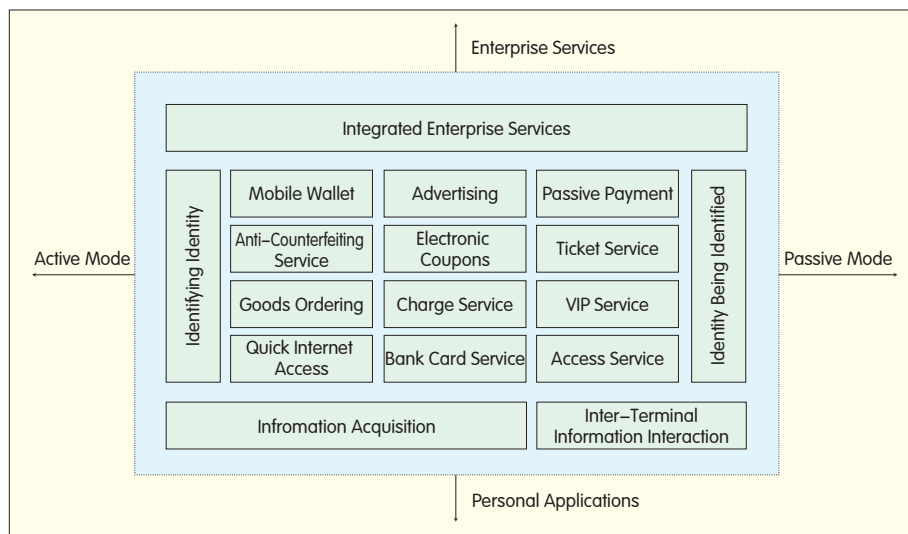 Enterprise Services
Integrated Enterprise Services
Active Mode
Identifying Identity
Mobile Wallet
Advertising
Passive Payment
Anti-Counterfeiting
Service
Electronic
Coupons
Ticket Service
Goods Ordering
Charge Service
VIP Service
Quick Internet
Access
Bank Card Service
Access Service
Identity Being Identified
Passive Mode
Infromation Acquisition
Inter-Terminal
Information Interaction
Personal Applications